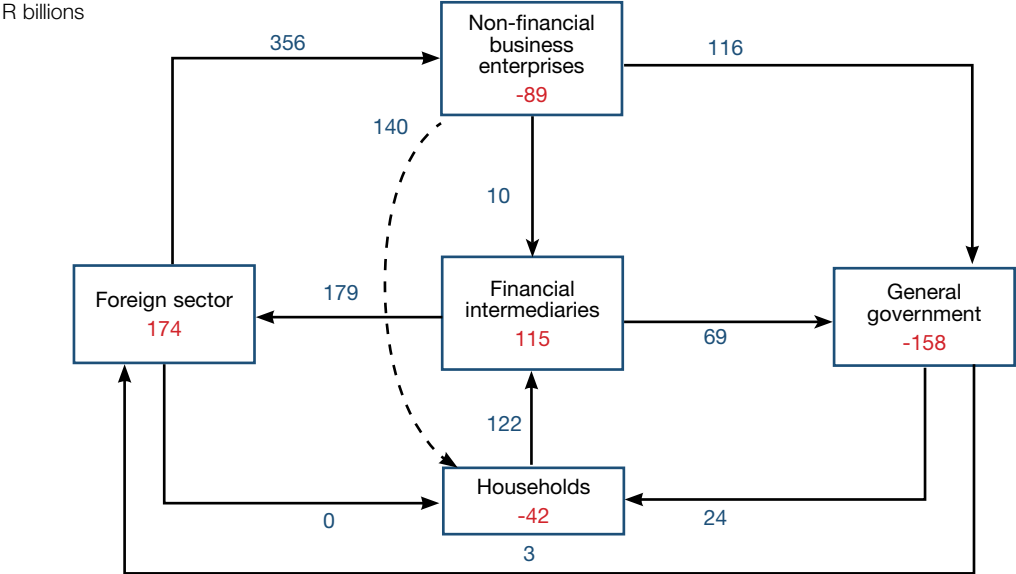 R billions
Non-financial
business
enterprises
-89
356
116
140
10
Foreign sector
174
179
Financial
intermediaries
115
69
General
government
-158
122
Households
-42
0
24
3